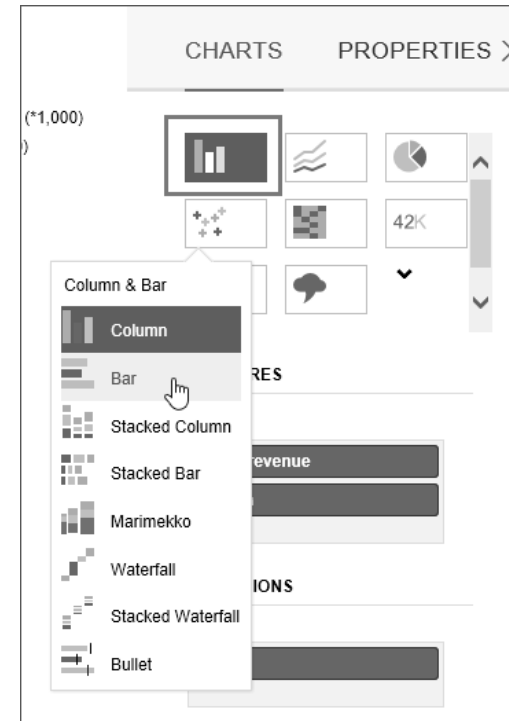 CHARTS PROPERTIES
(*1,000)
)
42K
Column & Bar
Column
Bar
RES
Stacked Column
revenue
Stacked Bar
Marimekko
Waterfall
IONS
Stacked Waterfall
Bullet